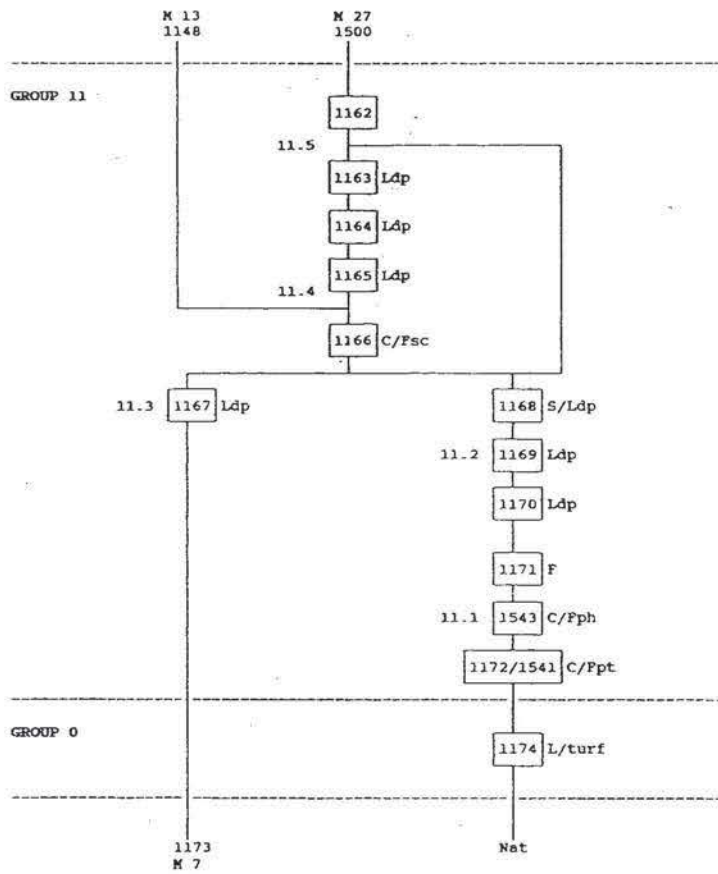 M 13 M 27
1148 1500
GROUP 11
1162
11.5
1163 Ldp
1164 Ldp
1165 Ldp
11.4
1166 C/Fsc
11.3 1167 Ldp 1168 S/Ldp
11.2 1169 Ldp
1170 Ldp
1171 F
11.1 1543 C/Fph
1172/1541 C/Fpt
GROUP 0
1174 L/turf
1173 Nat
M 7